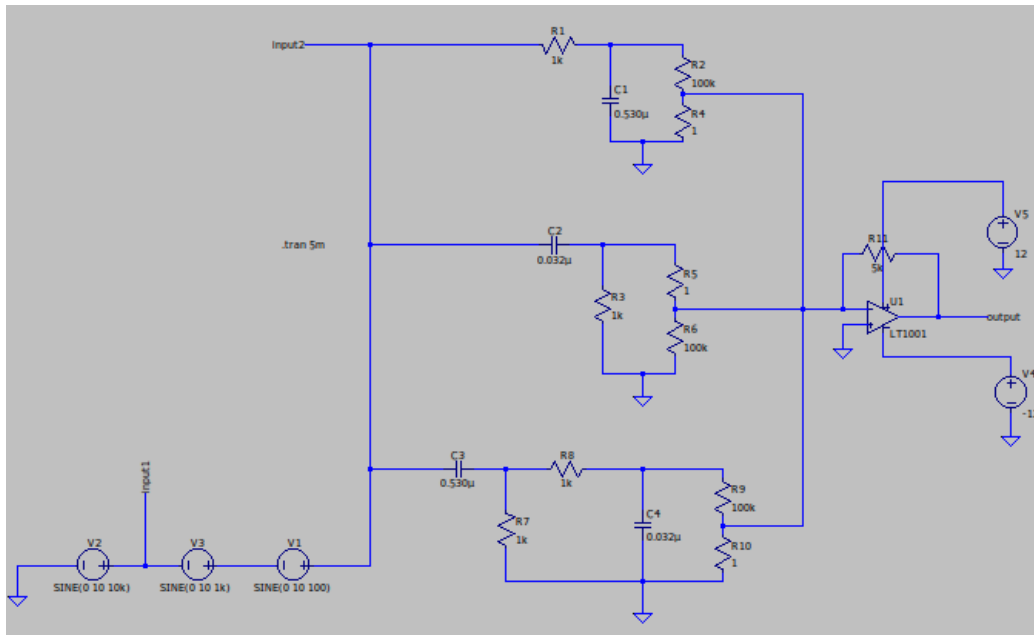 Input2
R1
1k
C1
0.530µ
R2
100k
R4
1
.tran 5m
C2
0.032µ
R3
1k
R5
1
R6
100k
R11
5k
U1
LT1001
output
V5
12
V4
C3
0.530µ
R8
1k
R7
1k
C4
0.032µ
R9
100k
R10
1
Input1
V2
SINE(0 10 10k)
V3
SINE(0 10 1k)
V1
SINE(0 10 100)